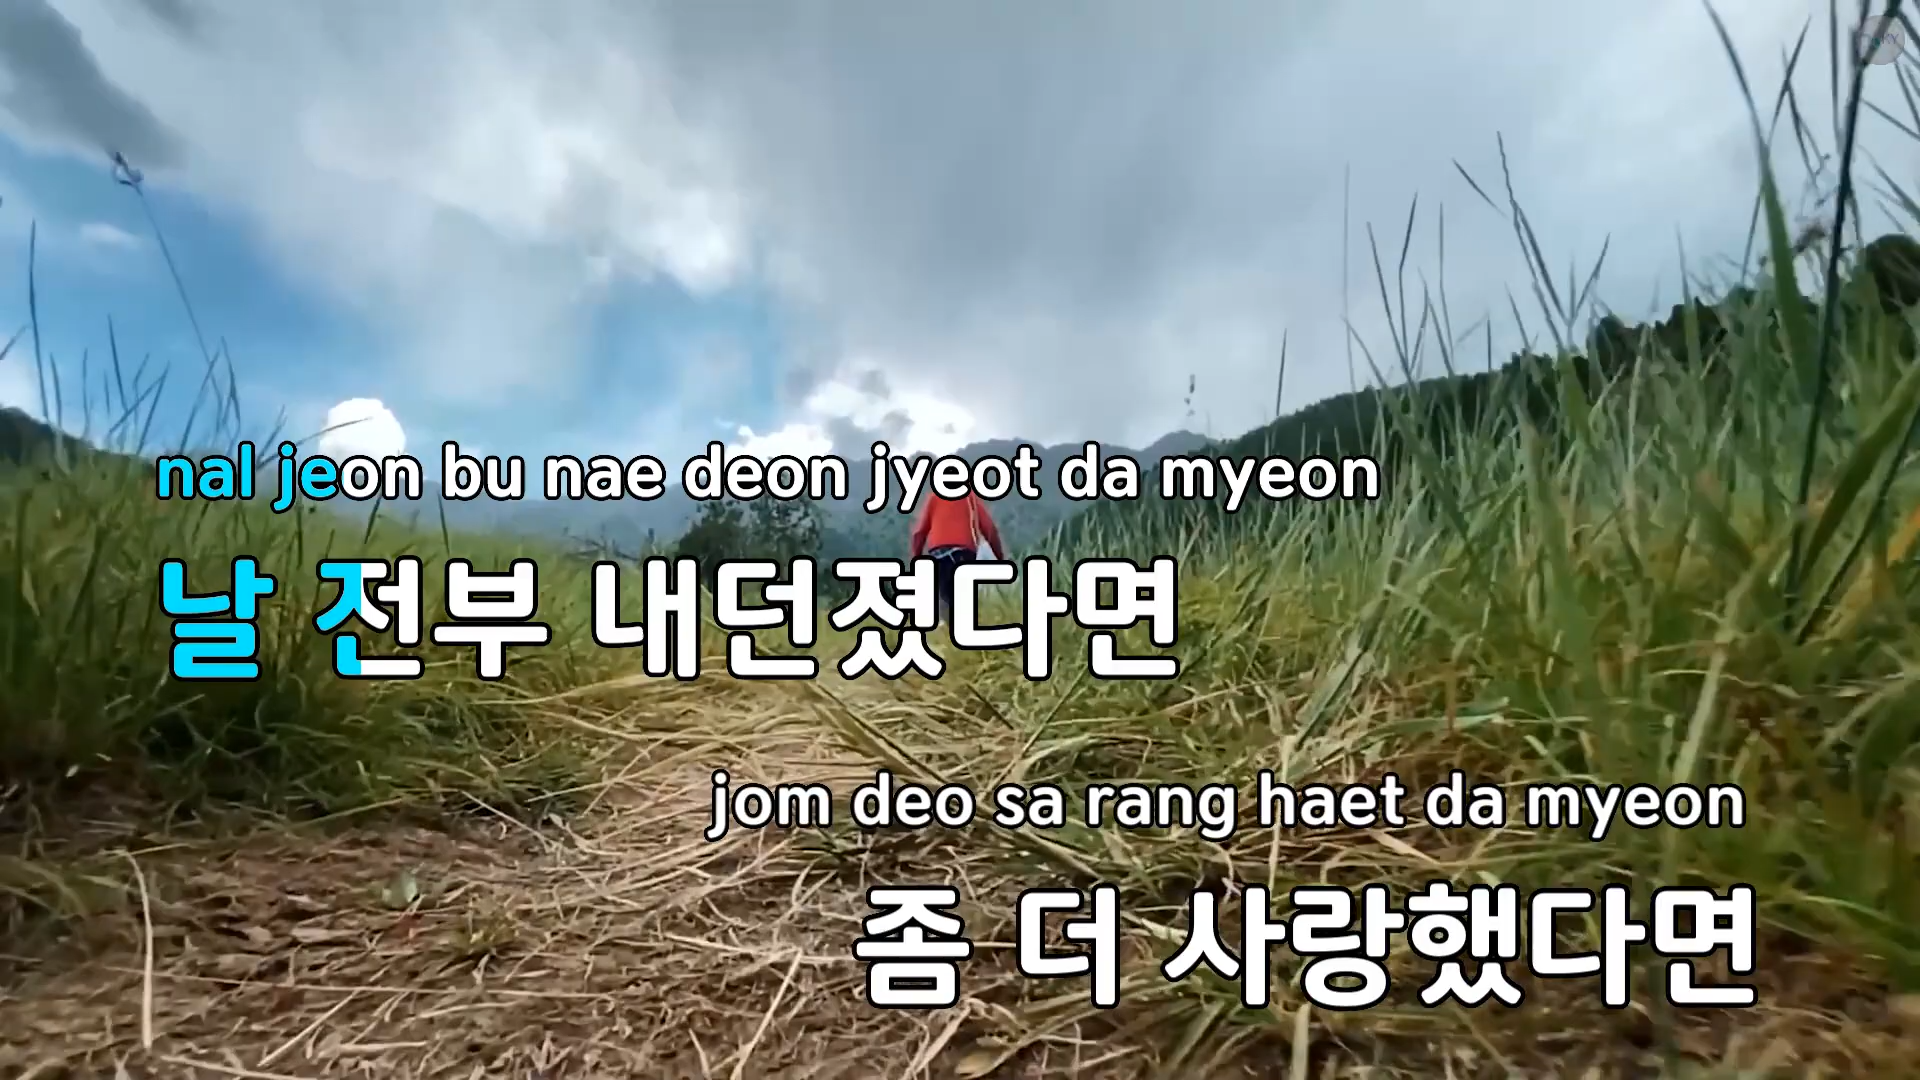 nal jeon bu nae deon jyeot da myeon
날 전부 내던졌다면
jom deo sa rang haet da myeon
좀 더 사랑했다면